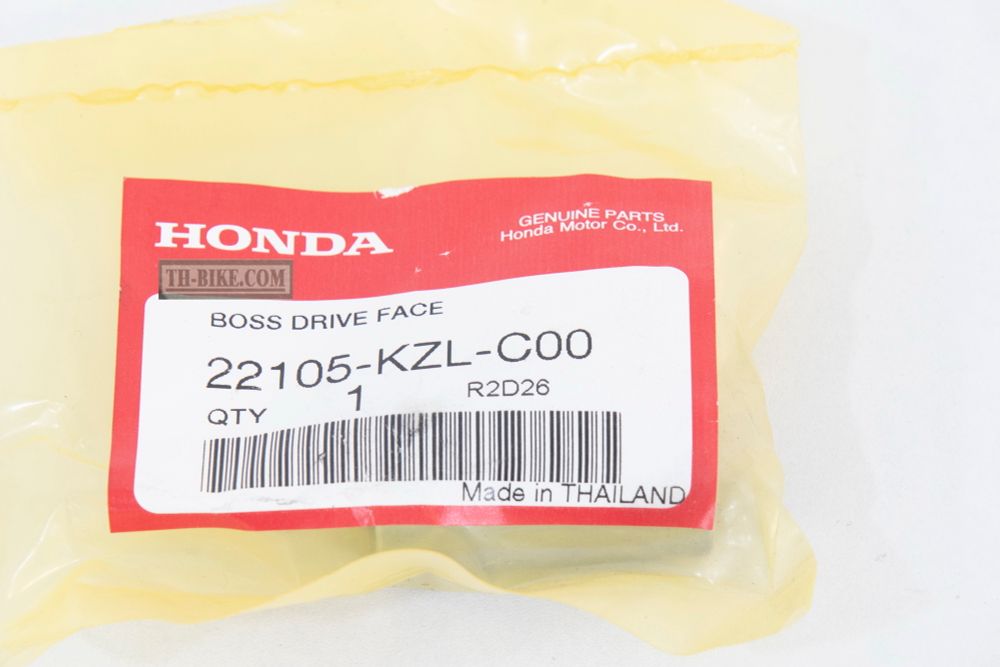 HONDA
GENUINE PARTS
Honda Motor Co., Ltd.
TH-BIKE.COM
BOSS DRIVE FACE
22105-KZL-C00
QTY 1 R2D26
Made in THAILAND